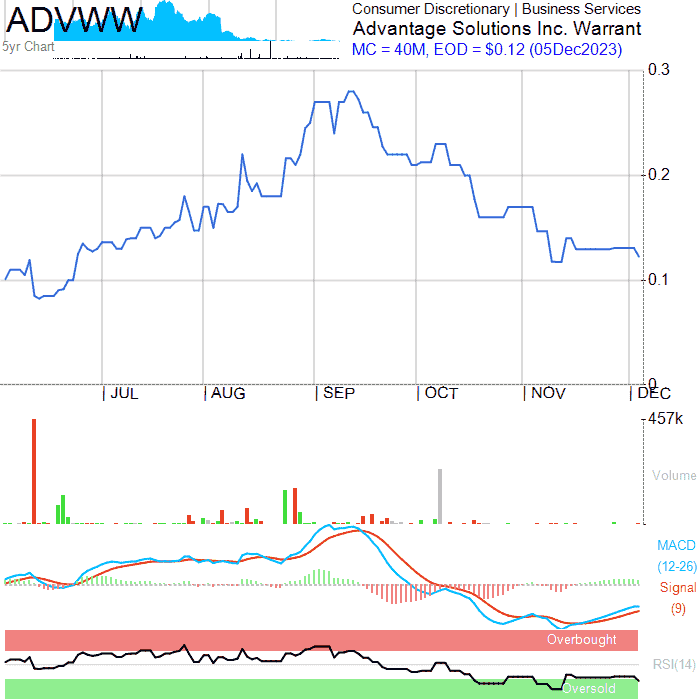 ADVWW
5yr Chart
Consumer Discretionary | Business Services
Advantage Solutions Inc. Warrant
MC = 40M, EOD = $0.12 (05Dec2023)
0.3
0.2
0.1
0
JUL
AUG
SEP
OCT
NOV
DEC
457k
Volume
MACD
(12-26)
Signal
(9)
Overbought
RSI(14)
Oversold